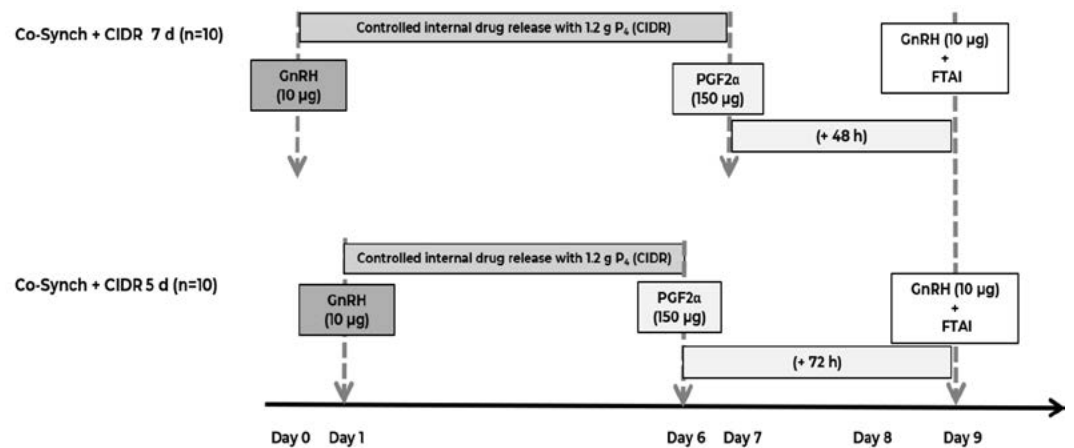 Controlled internal drug release with 1.2 g P₄ (CIDR)
Co-Synch + CIDR 7 d (n=10)
GnRH
(10 µg)
PGF2α
(150 µg)
GnRH (10 µg)
+
FTAI
(+ 48 h)
Controlled internal drug release with 1.2 g P₄ (CIDR)
Co-Synch + CIDR 5 d (n=10)
GnRH
(10 µg)
PGF2α
(150 µg)
GnRH (10 µg)
+
FTAI
(+ 72 h)
Day 0 Day 1 Day 6 Day 7 Day 8 Day 9